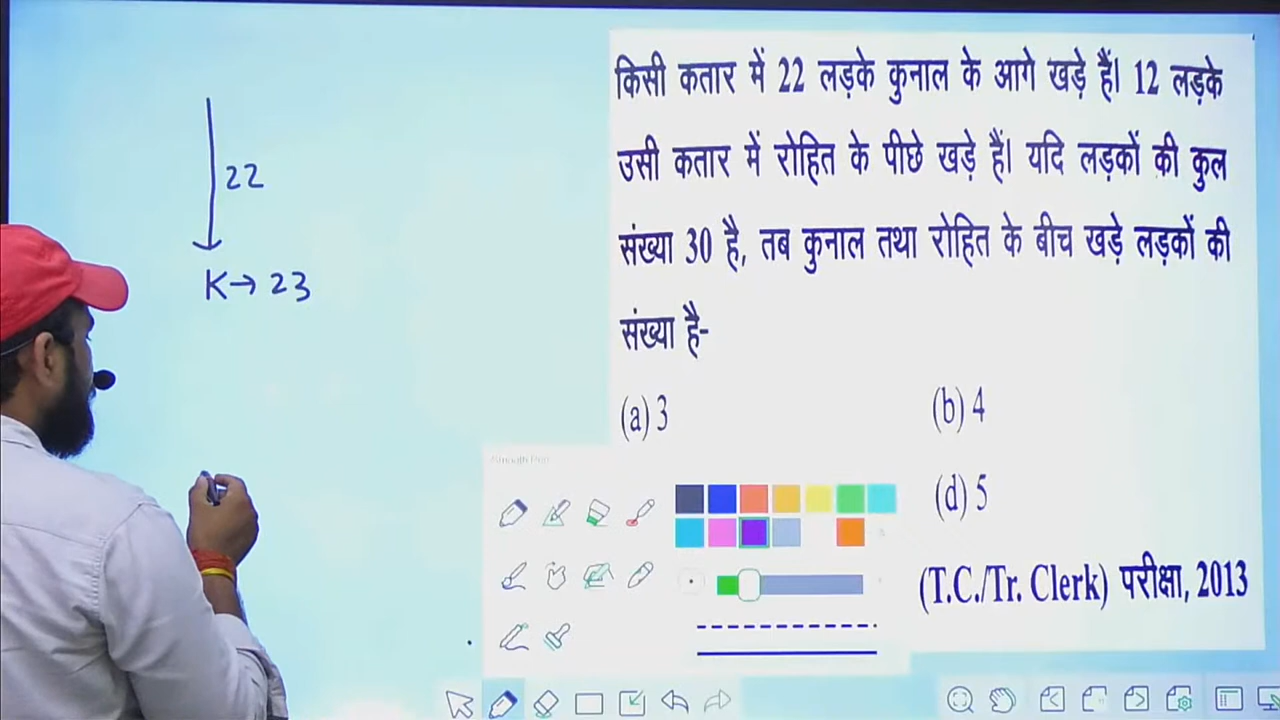 22
K→ 23
किसी कतार में 22 लड़के कुनाल के आगे खड़े हैं। 12 लड़के
उसी कतार में रोहित के पीछे खड़े हैं। यदि लड़कों की कुल
संख्या 30 है, तब कुनाल तथा रोहित के बीच खड़े लड़कों की
संख्या है-
(a) 3
(b) 4
(d) 5
(T.C./Tr. Clerk) परीक्षा, 2013